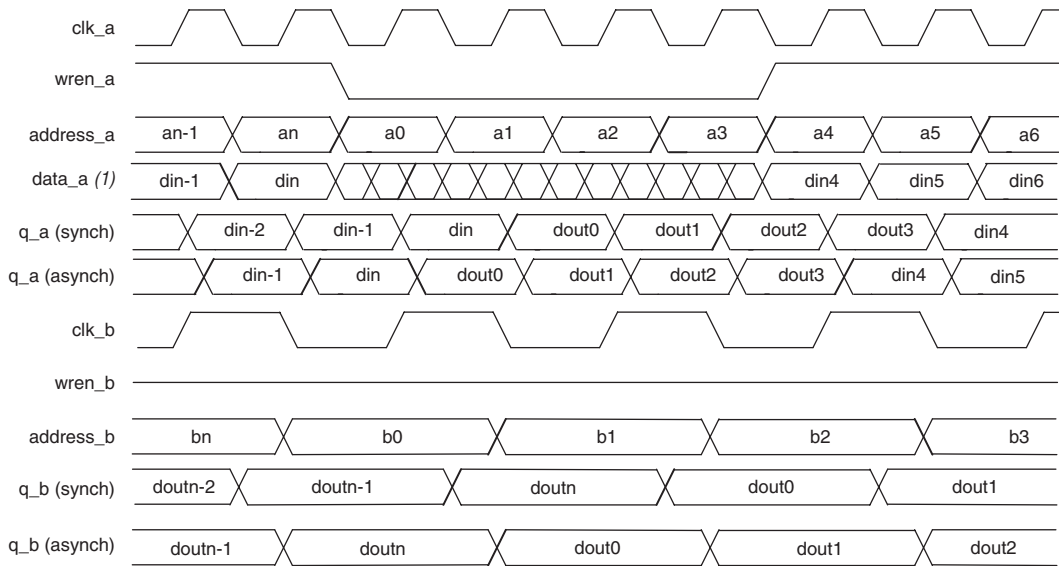 clk_a
wren_a
address_a an-1 an a0 a1 a2 a3 a4 a5 a6
data_a (1) din-1 din din4 din5 din6
q_a (synch) din-2 din-1 din dout0 dout1 dout2 dout3 din4
q_a (asynch) din-1 din dout0 dout1 dout2 dout3 din4 din5
clk_b
wren_b
address_b bn b0 b1 b2 b3
q_b (synch) doutn-2 doutn-1 doutn dout0 dout1
q_b (asynch) doutn-1 doutn dout0 dout1 dout2